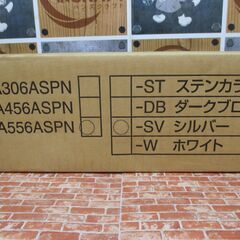 A306ASPN
-ST ステンカラ
A456ASPN
-DB ダークブロ
A556ASPN
-SV シルバー
-W ホワイト